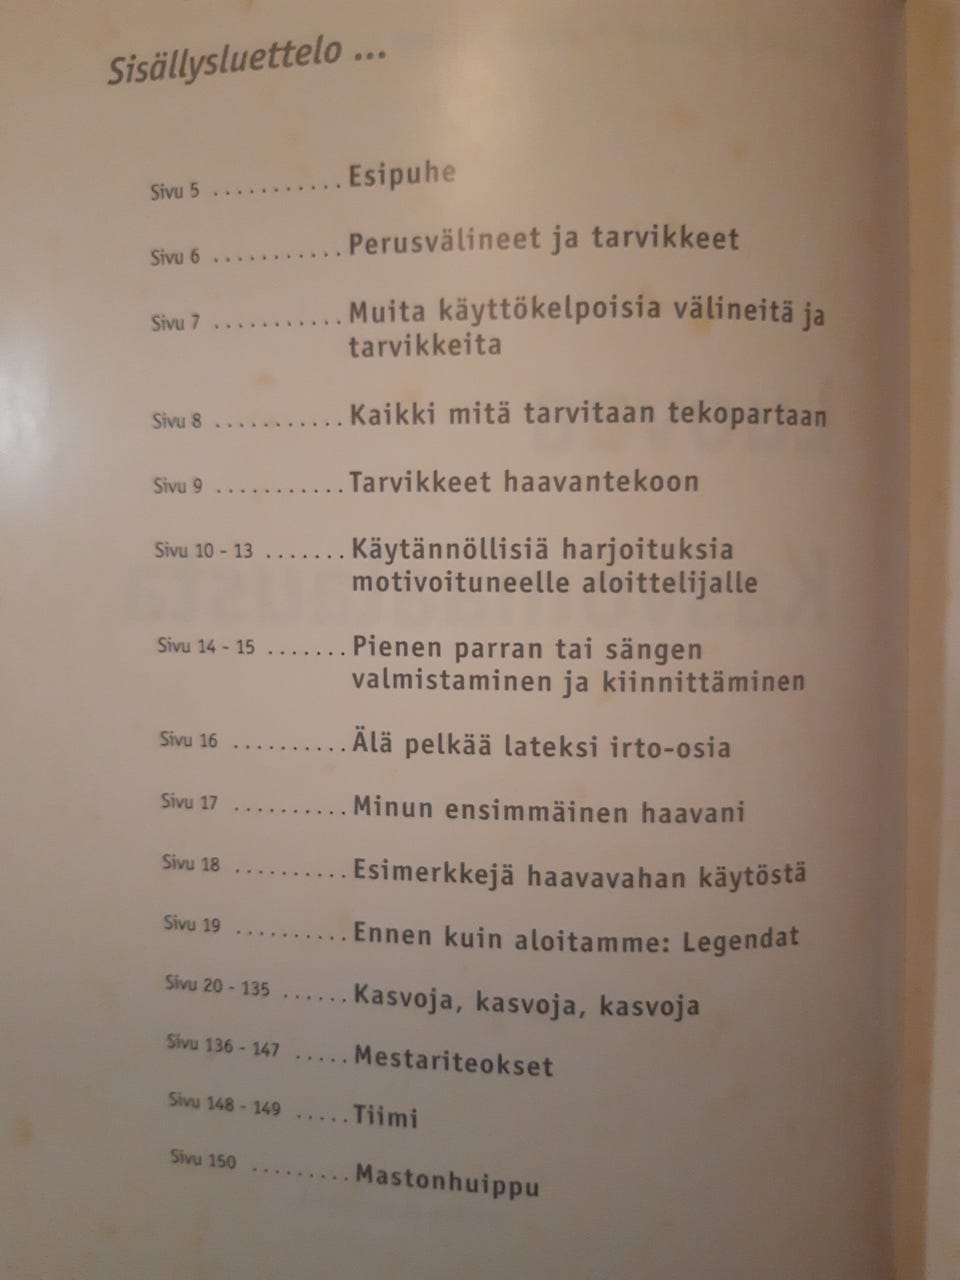 Sisällysluettelo ...
Sivu 5 ........... Esipuhe
Sivu 6 ........... Perusvälineet ja tarvikkeet
Sivu 7 ........... Muita käyttökelpoisia välineitä ja
tarvikkeita
Sivu 8 ........... Kaikki mitä tarvitaan tekopartaan
Sivu 9 ........... Tarvikkeet haavantekoon
Sivu 10 - 13 ....... Käytännöllisiä harjoituksia
motivoituneelle aloittelijalle
Sivu 14 - 15 ....... Pienen parran tai sängen
valmistaminen ja kiinnittäminen
Sivu 16 .......... Älä pelkää lateksi irto-osia
Sivu 17 .......... Minun ensimmäinen haavani
Sivu 18 .......... Esimerkkejä haavavahan käytöstä
Sivu 19 .......... Ennen kuin aloitamme: Legendat
Sivu 20 - 135 ...... Kasvoja, kasvoja, kasvoja
Sivu 136 - 147 ..... Mestariteokset
Sivu 148 - 149 ..... Tiimi
Sivu 150 ......... Mastonhuippu